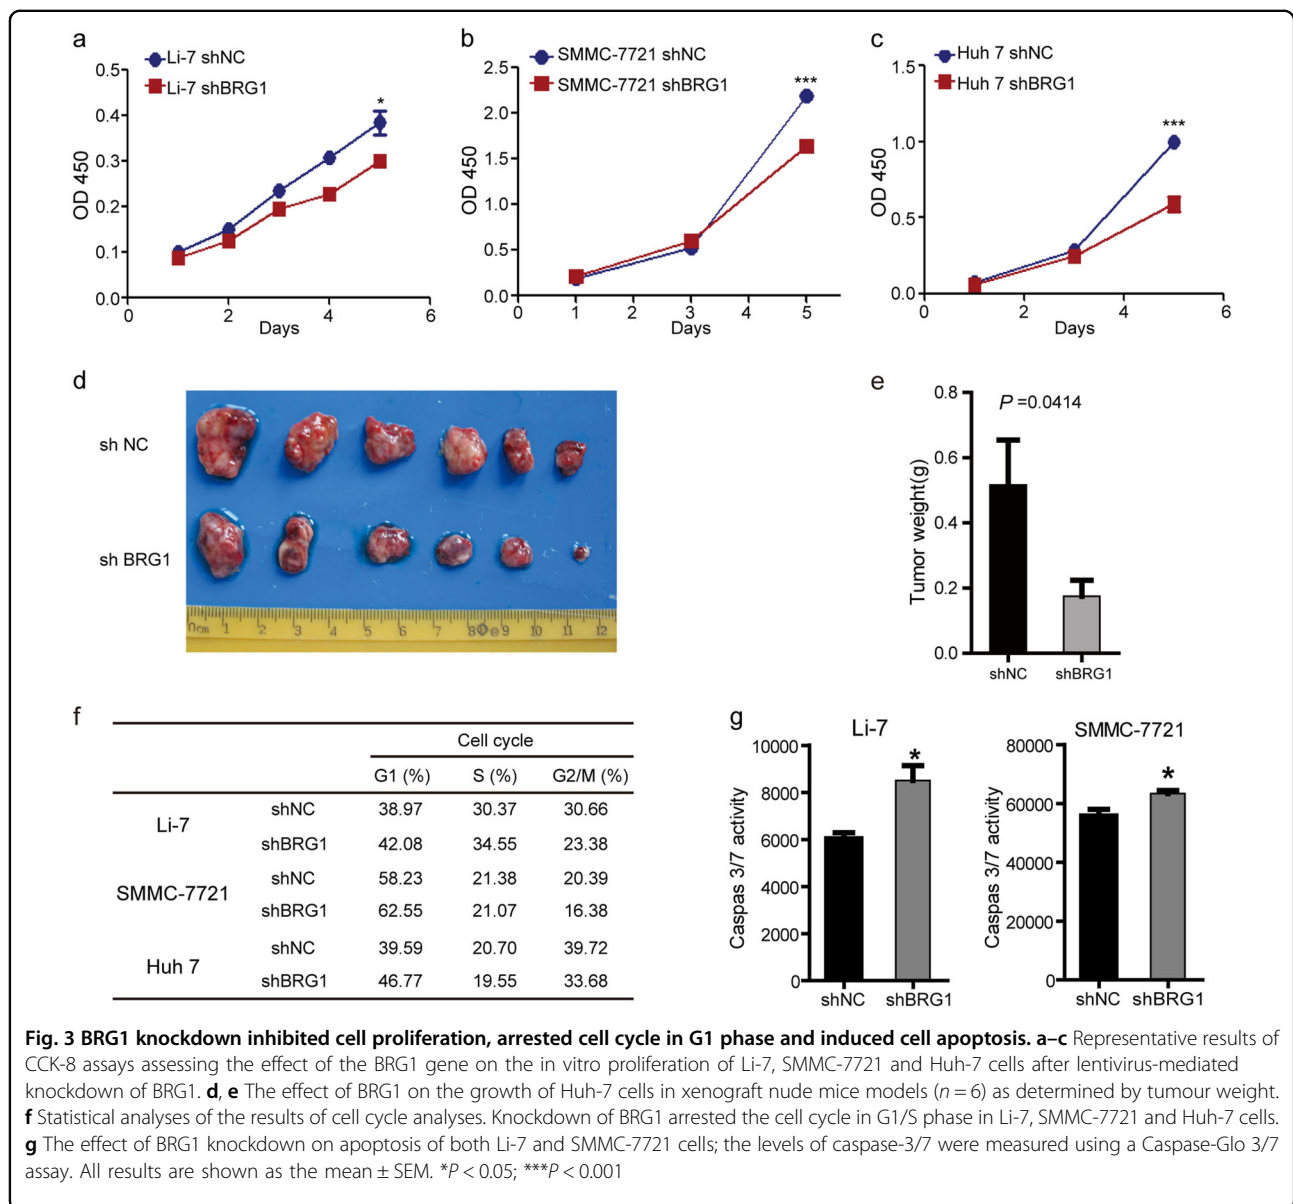 a
Li-7 shNC
Li-7 shBRG1
0.5
0.4
0.3
0.2
0.1
0.0
OD 450
*
0
2
4
6
Days
b
SMMC-7721 shNC
SMMC-7721 shBRG1
2.5
2.0
1.5
1.0
0.5
0.0
OD 450
***
0
1
3
5
Days
c
Huh 7 shNC
Huh 7 shBRG1
1.5
1.0
0.5
0.0
OD 450
***
0
2
4
6
Days
d
sh NC
sh BRG1
0cm 1 2 3 4 5 6 7 8 9 10 11 12
e
P =0.0414
0.8
0.6
0.4
0.2
0.0
Tumor weight(g)
shNC shBRG1
f
Cell cycle
G1 (%) S (%) G2/M (%)
Li-7
shNC 38.97 30.37 30.66
shBRG1 42.08 34.55 23.38
SMMC-7721
shNC 58.23 21.38 20.39
shBRG1 62.55 21.07 16.38
Huh 7
shNC 39.59 20.70 39.72
shBRG1 46.77 19.55 33.68
g
Li-7
10000
8000
6000
4000
2000
0
Caspas 3/7 activity
*
shNC shBRG1
SMMC-7721
80000
60000
40000
20000
0
Caspas 3/7 activity
*
shNC shBRG1
Fig. 3 BRG1 knockdown inhibited cell proliferation, arrested cell cycle in G1 phase and induced cell apoptosis. a–c Representative results of
CCK-8 assays assessing the effect of the BRG1 gene on the in vitro proliferation of Li-7, SMMC-7721 and Huh-7 cells after lentivirus-mediated
knockdown of BRG1. d, e The effect of BRG1 on the growth of Huh-7 cells in xenograft nude mice models (n = 6) as determined by tumour weight.
f Statistical analyses of the results of cell cycle analyses. Knockdown of BRG1 arrested the cell cycle in G1/S phase in Li-7, SMMC-7721 and Huh-7 cells.
g The effect of BRG1 knockdown on apoptosis of both Li-7 and SMMC-7721 cells; the levels of caspase-3/7 were measured using a Caspase-Glo 3/7
assay. All results are shown as the mean ± SEM. *P < 0.05; ***P < 0.001